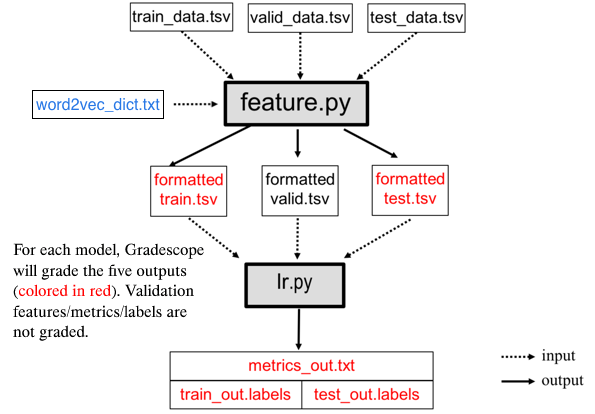 train_data.tsv valid_data.tsv test_data.tsv
word2vec_dict.txt
feature.py
formatted
train.tsv
formatted
valid.tsv
formatted
test.tsv
For each model, Gradescope
will grade the five outputs
(colored in red). Validation
features/metrics/labels are
not graded.
lr.py
metrics_out.txt
train_out.labels test_out.labels
input
output